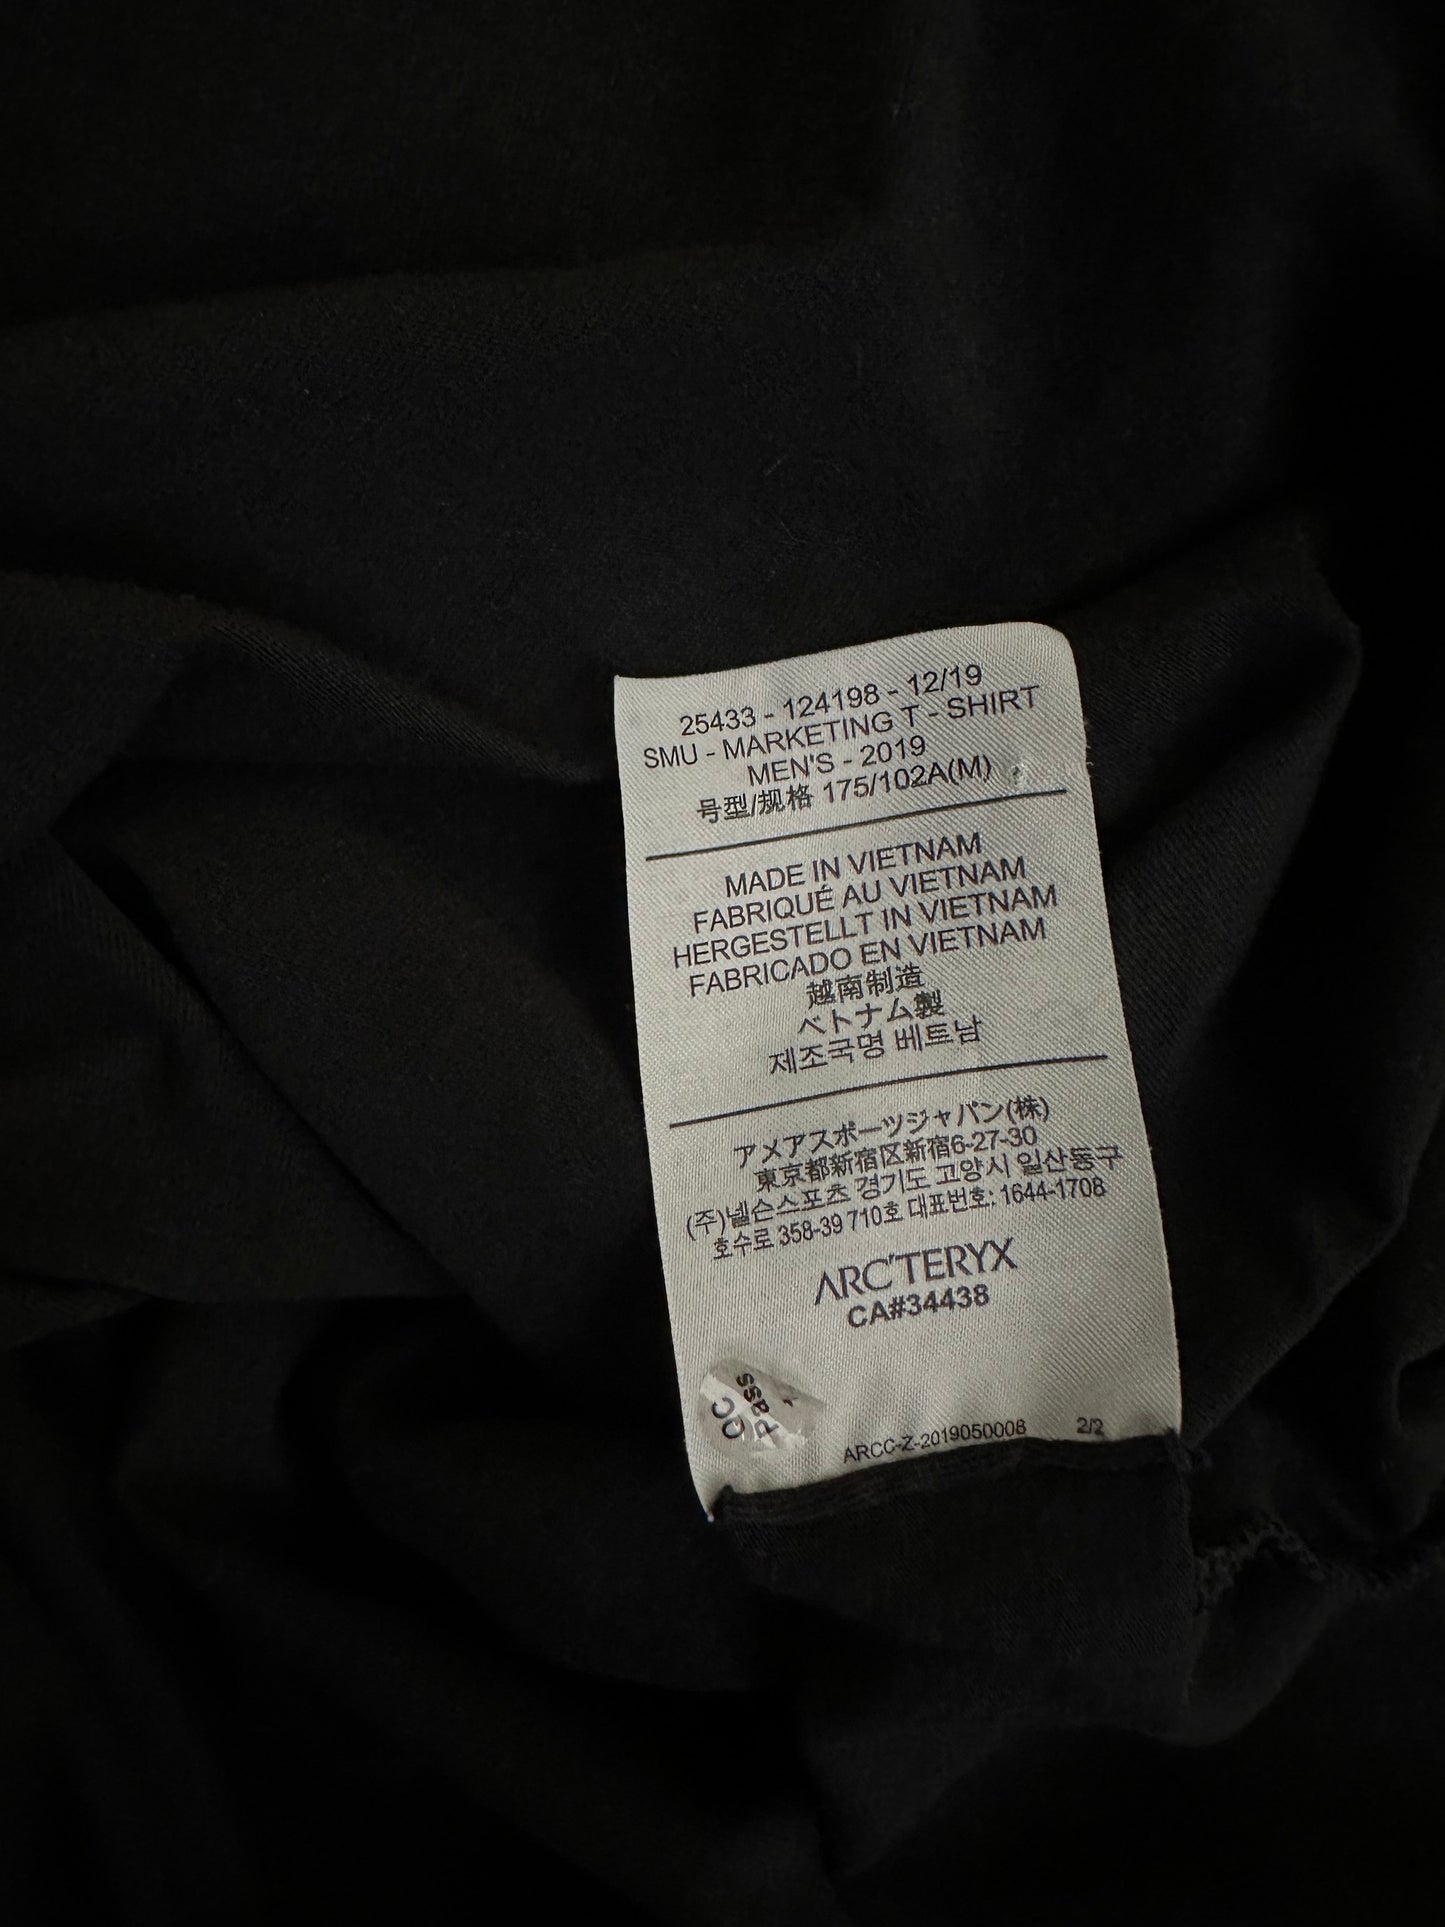 25433 - 124198 - 12/19
SMU - MARKETING T - SHIRT
MEN'S - 2019
号型/规格 175/102A(M)
MADE IN VIETNAM
FABRIQUÉ AU VIETNAM
HERGESTELLT IN VIETNAM
FABRICADO EN VIETNAM
越南制造
ベトナム製
제조국명 베트남
アメアスポーツジャパン(株)
東京都新宿区新宿6-27-30
(주)넬슨스포츠 경기도 고양시 일산동구
호수로 358-39 710호 대표번호: 1644-1708
ARC'TERYX
CA#34438
QC
Pass
ARCC-Z-2019050008 2/2